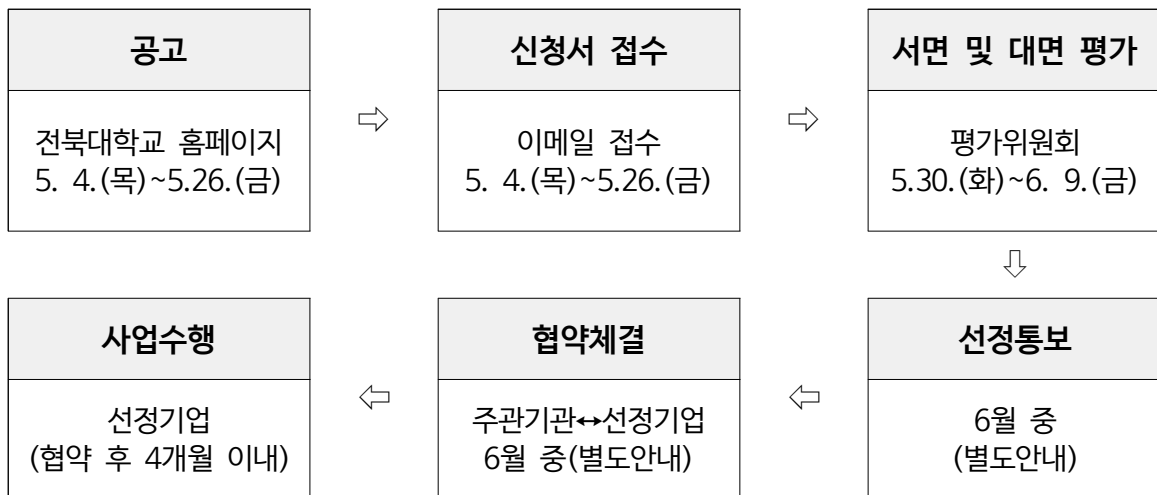 공고
전북대학교 홈페이지
5. 4.(목)~5.26.(금)
⇨
신청서 접수
이메일 접수
5. 4.(목)~5.26.(금)
⇨
서면 및 대면 평가
평가위원회
5.30.(화)~6. 9.(금)
⇩
선정통보
6월 중
(별도안내)
⇦
협약체결
주관기관↔선정기업
6월 중(별도안내)
⇦
사업수행
선정기업
(협약 후 4개월 이내)